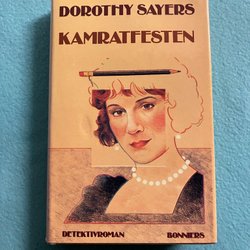 DOROTHY SAYERS
KAMRATFESTEN
DETEKTIVROMAN BONNIERS